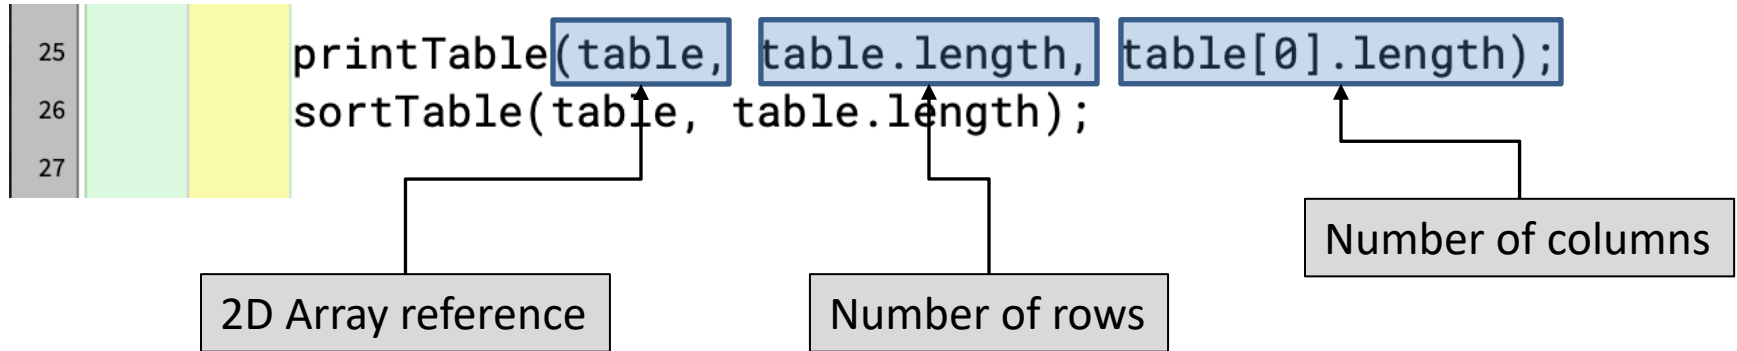 25 printTable(table, table.length, table[0].length);
26 sortTable(table, table.length);
27
Number of columns
2D Array reference
Number of rows